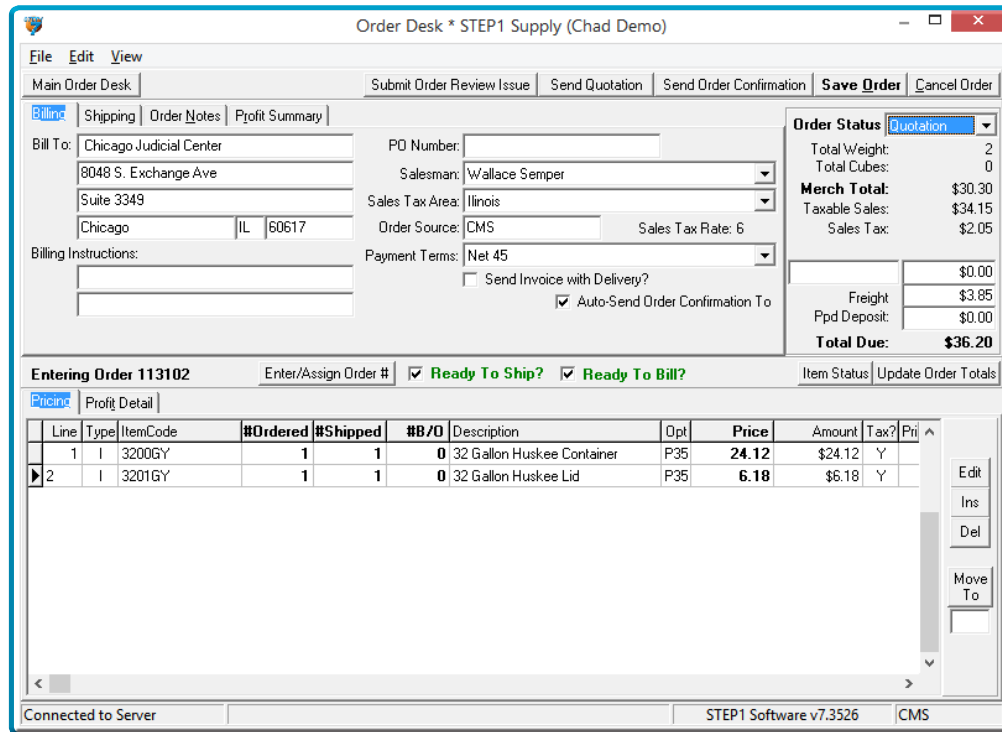 Order Desk * STEP1 Supply (Chad Demo)
File Edit View
Main Order Desk Submit Order Review Issue Send Quotation Send Order Confirmation Save Order Cancel Order
Billing Shipping Order Notes Profit Summary
Order Status Quotation
Bill To: Chicago Judicial Center PO Number:
Total Weight: 2
8048 S. Exchange Ave Salesman: Wallace Semper
Total Cubes: 0
Suite 3349 Sales Tax Area: Ilinois
Merch Total: $30.30
Taxable Sales: $34.15
Chicago IL 60617 Order Source: CMS Sales Tax Rate: 6
Sales Tax: $2.05
Billing Instructions: Payment Terms: Net 45
Send Invoice with Delivery? $0.00
Auto-Send Order Confirmation To Freight $3.85
Ppd Deposit: $0.00
Total Due: $36.20
Entering Order 113102 Enter/Assign Order # Ready To Ship? Ready To Bill? Item Status Update Order Totals
Pricing Profit Detail
Line Type ItemCode #Ordered #Shipped #B/O Description Opt Price Amount Tax? Pri
1 I 3200GY 1 1 0 32 Gallon Huskee Container P35 24.12 $24.12 Y
2 I 3201GY 1 1 0 32 Gallon Huskee Lid P35 6.18 $6.18 Y
Edit
Ins
Del
Move
To
Connected to Server STEP1 Software v7.3526 CMS